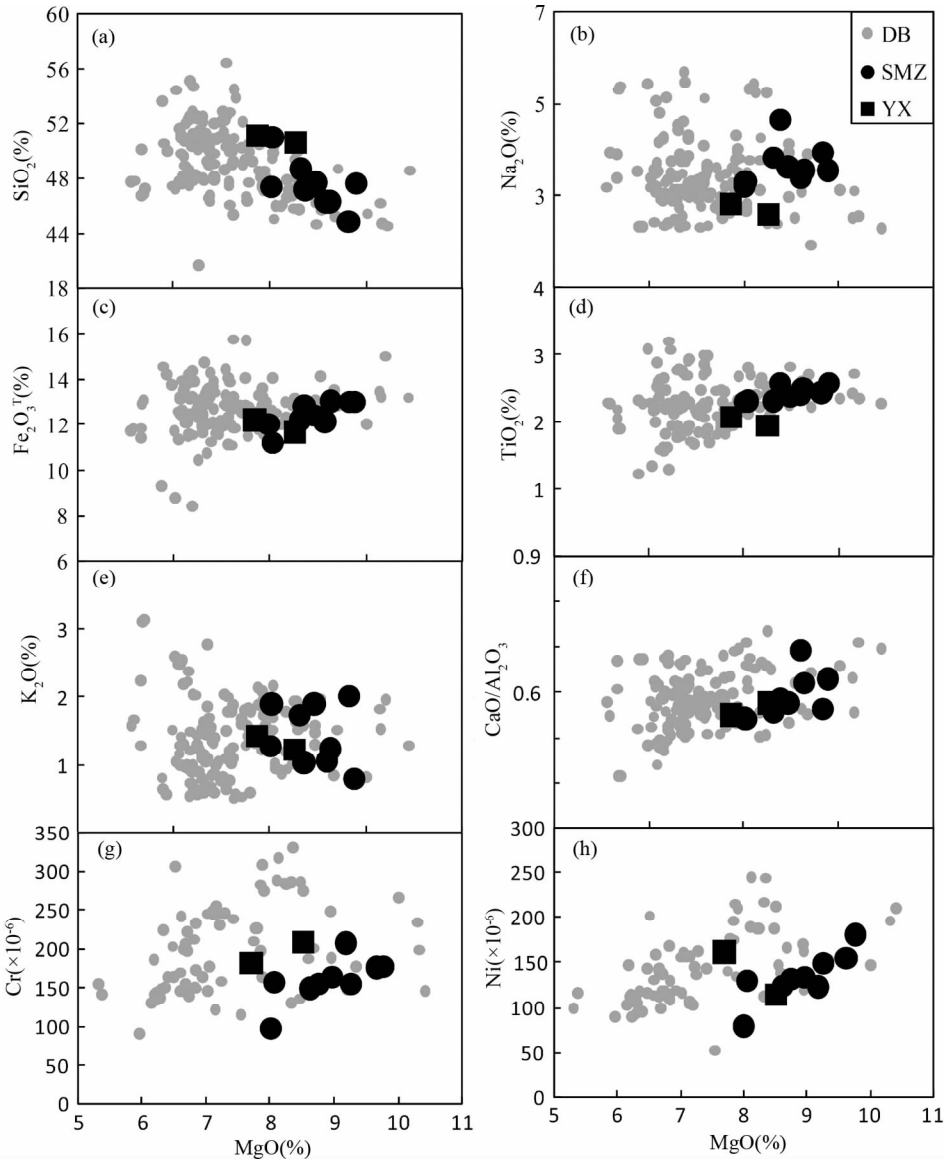 60
56
51
48
44
18
SiO₂(%)
(a)
7
5
3
4
Na₂O(%)
(b)
DB
SMZ
YX
16
14
12
10
8
6
Fe₂O₃ᵀ(%)
(c)
3
2
1
0.9
TiO₂(%)
(d)
3
2
1
350
K₂O(%)
(e)
0.6
300
CaO/Al₂O₃
(f)
300
250
200
150
100
50
0
Cr(×10⁻⁶)
(g)
5 6 7 8 9 10 11
MgO(%)
250
200
150
100
50
0
Ni(×10⁻⁶)
(h)
5 6 7 8 9 10 11
MgO(%)